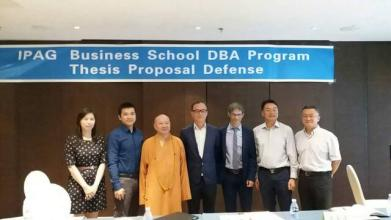 IPAG Business School DBA Program
Thesis Proposal Defense